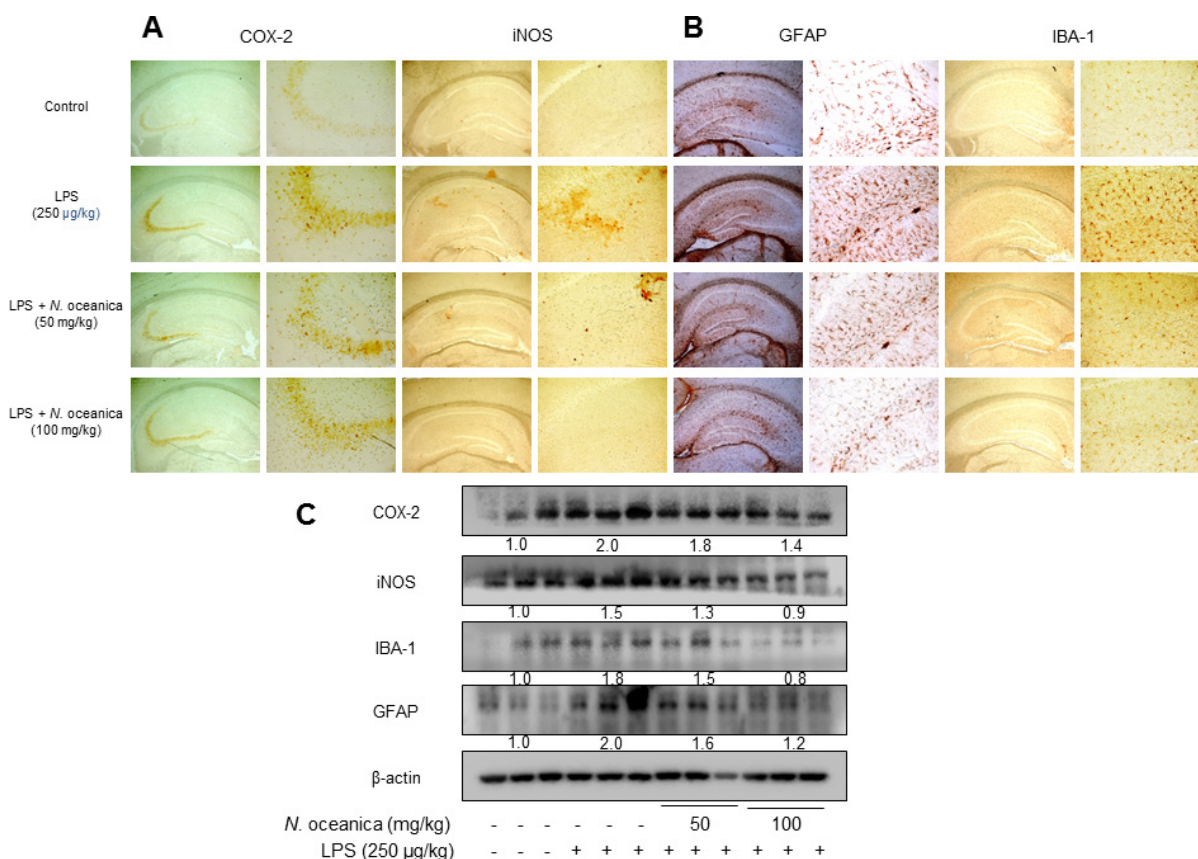 A
COX-2
iNOS
B
GFAP
IBA-1
Control
LPS
(250 µg/kg)
LPS + N. oceanica
(50 mg/kg)
LPS + N. oceanica
(100 mg/kg)
C
COX-2
1.0 2.0 1.8 1.4
iNOS
1.0 1.5 1.3 0.9
IBA-1
1.0 1.8 1.5 0.8
GFAP
1.0 2.0 1.6 1.2
β-actin
N. oceanica (mg/kg) - - - - - - 50 100
LPS (250 µg/kg) - - - + + + + + + + + +